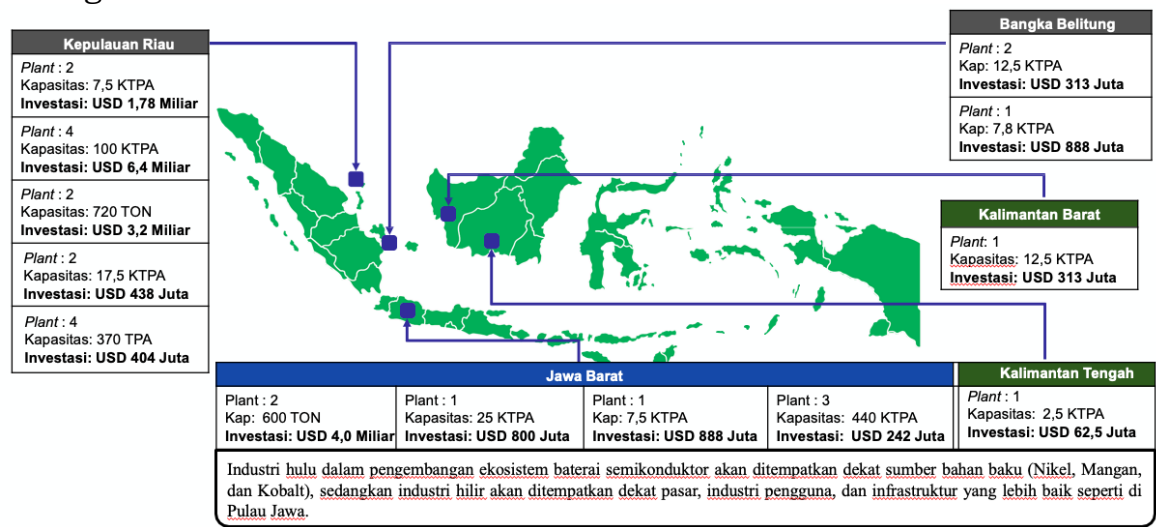 Kepulauan Riau
Plant : 2
Kapasitas: 7,5 KTPA
Investasi: USD 1,78 Miliar
Plant : 4
Kapasitas: 100 KTPA
Investasi: USD 6,4 Miliar
Plant : 2
Kapasitas: 720 TON
Investasi: USD 3,2 Miliar
Plant : 2
Kapasitas: 17,5 KTPA
Investasi: USD 438 Juta
Plant : 4
Kapasitas: 370 TPA
Investasi: USD 404 Juta
Bangka Belitung
Plant : 2
Kap: 12,5 KTPA
Investasi: USD 313 Juta
Plant : 1
Kap: 7,8 KTPA
Investasi: USD 888 Juta
Kalimantan Barat
Plant: 1
Kapasitas: 12,5 KTPA
Investasi: USD 313 Juta
Jawa Barat
Plant : 2
Kap: 600 TON
Investasi: USD 4,0 Miliar
Plant : 1
Kapasitas: 25 KTPA
Investasi: USD 800 Juta
Plant : 1
Kap: 7,5 KTPA
Investasi: USD 888 Juta
Plant : 3
Kapasitas: 440 KTPA
Investasi: USD 242 Juta
Kalimantan Tengah
Plant : 1
Kapasitas: 2,5 KTPA
Investasi: USD 62,5 Juta
Industri hulu dalam pengembangan ekosistem baterai semikonduktor akan ditempatkan dekat sumber bahan baku (Nikel, Mangan,
dan Kobalt), sedangkan industri hilir akan ditempatkan dekat pasar, industri pengguna, dan infrastruktur yang lebih baik seperti di
Pulau Jawa.